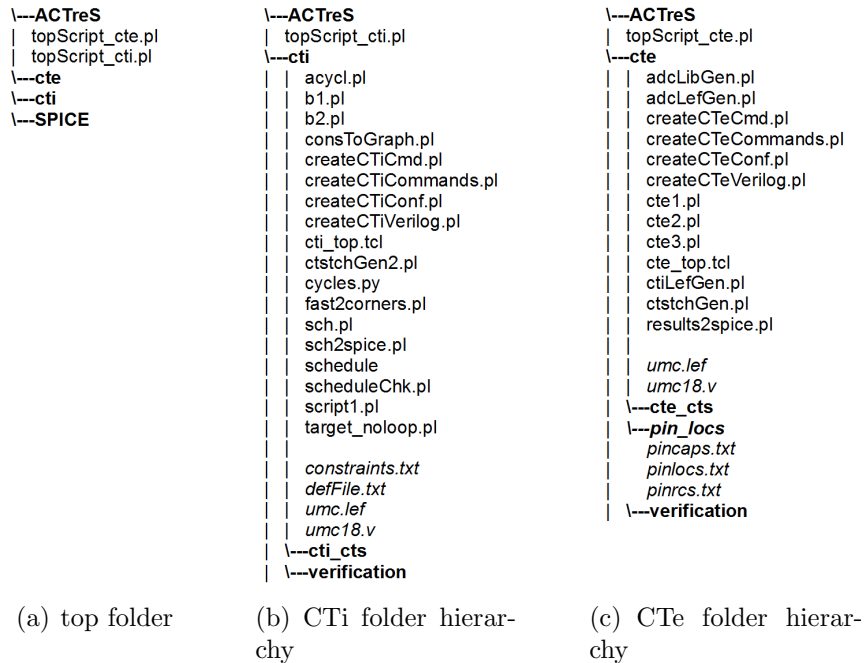 \---ACTreS
| topScript_cte.pl
| topScript_cti.pl
\---cte
\---cti
\---SPICE
(a) top folder
\---ACTreS
| topScript_cti.pl
\---cti
| | acycl.pl
| | b1.pl
| | b2.pl
| | consToGraph.pl
| | createCTiCmd.pl
| | createCTiCommands.pl
| | createCTiConf.pl
| | createCTiVerilog.pl
| | cti_top.tcl
| | ctstchGen2.pl
| | cycles.py
| | fast2corners.pl
| | sch.pl
| | sch2spice.pl
| | schedule
| | scheduleChk.pl
| | script1.pl
| | target_noloop.pl
| |
| | constraints.txt
| | defFile.txt
| | umc.lef
| | umc18.v
| \---cti_cts
| \---verification
(b) CTi folder hierar-
chy
\---ACTreS
| topScript_cte.pl
\---cte
| | adcLibGen.pl
| | adcLefGen.pl
| | createCTeCmd.pl
| | createCTeCommands.pl
| | createCTeConf.pl
| | createCTeVerilog.pl
| | cte1.pl
| | cte2.pl
| | cte3.pl
| | cte_top.tcl
| | ctiLefGen.pl
| | ctstchGen.pl
| | results2spice.pl
| |
| | umc.lef
| | umc18.v
| \---cte_cts
| \---pin_locs
| pincaps.txt
| pinlocs.txt
| pinrcs.txt
| \---verification
(c) CTe folder hierar-
chy